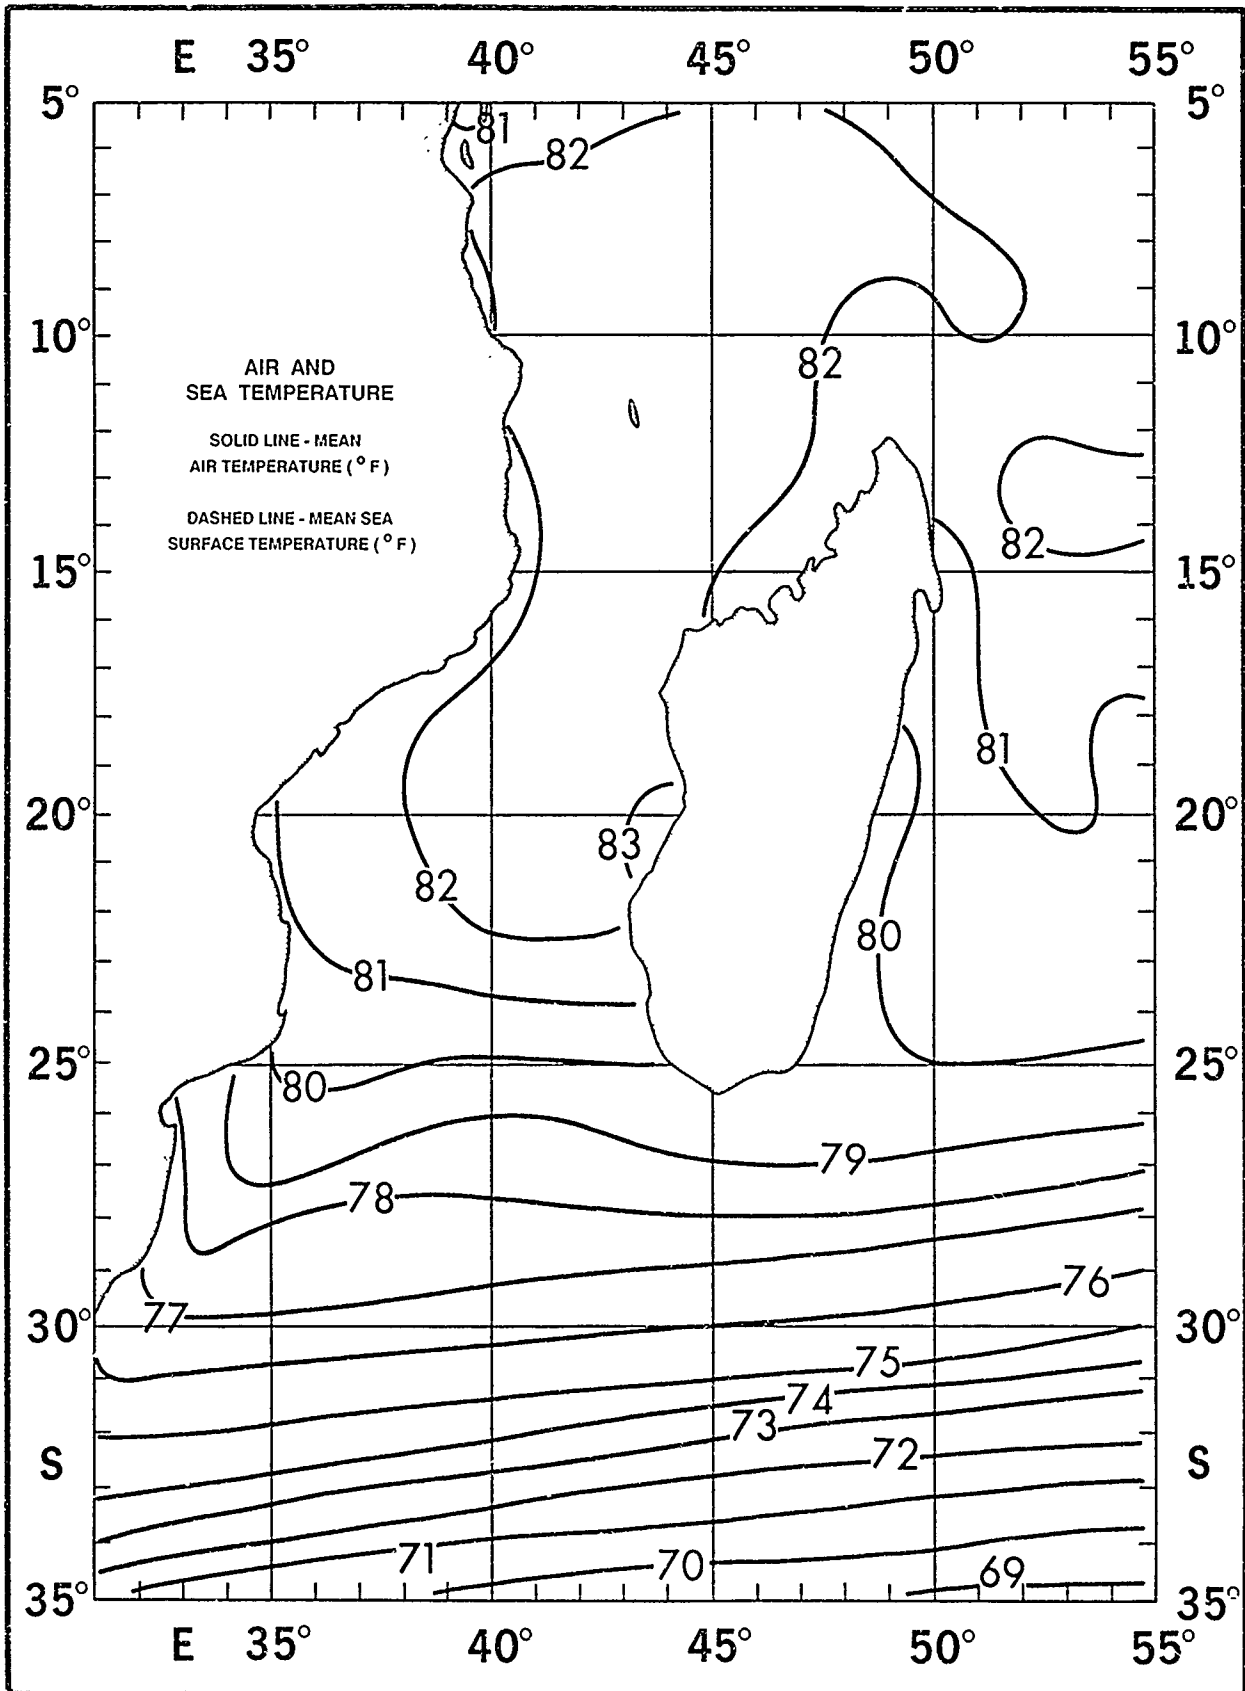 E 35° 40° 45° 50° 55°
5° 5°
81
82
10° 10°
82
AIR AND
SEA TEMPERATURE
SOLID LINE - MEAN
AIR TEMPERATURE (°F)
DASHED LINE - MEAN SEA
SURFACE TEMPERATURE (°F)
82
15° 15°
81
20° 20°
83
82
80
81
25° 25°
80
79
78
76
77
30° 30°
75
74
73
S 72 S
71 70 69
35° 35°
E 35° 40° 45° 50° 55°